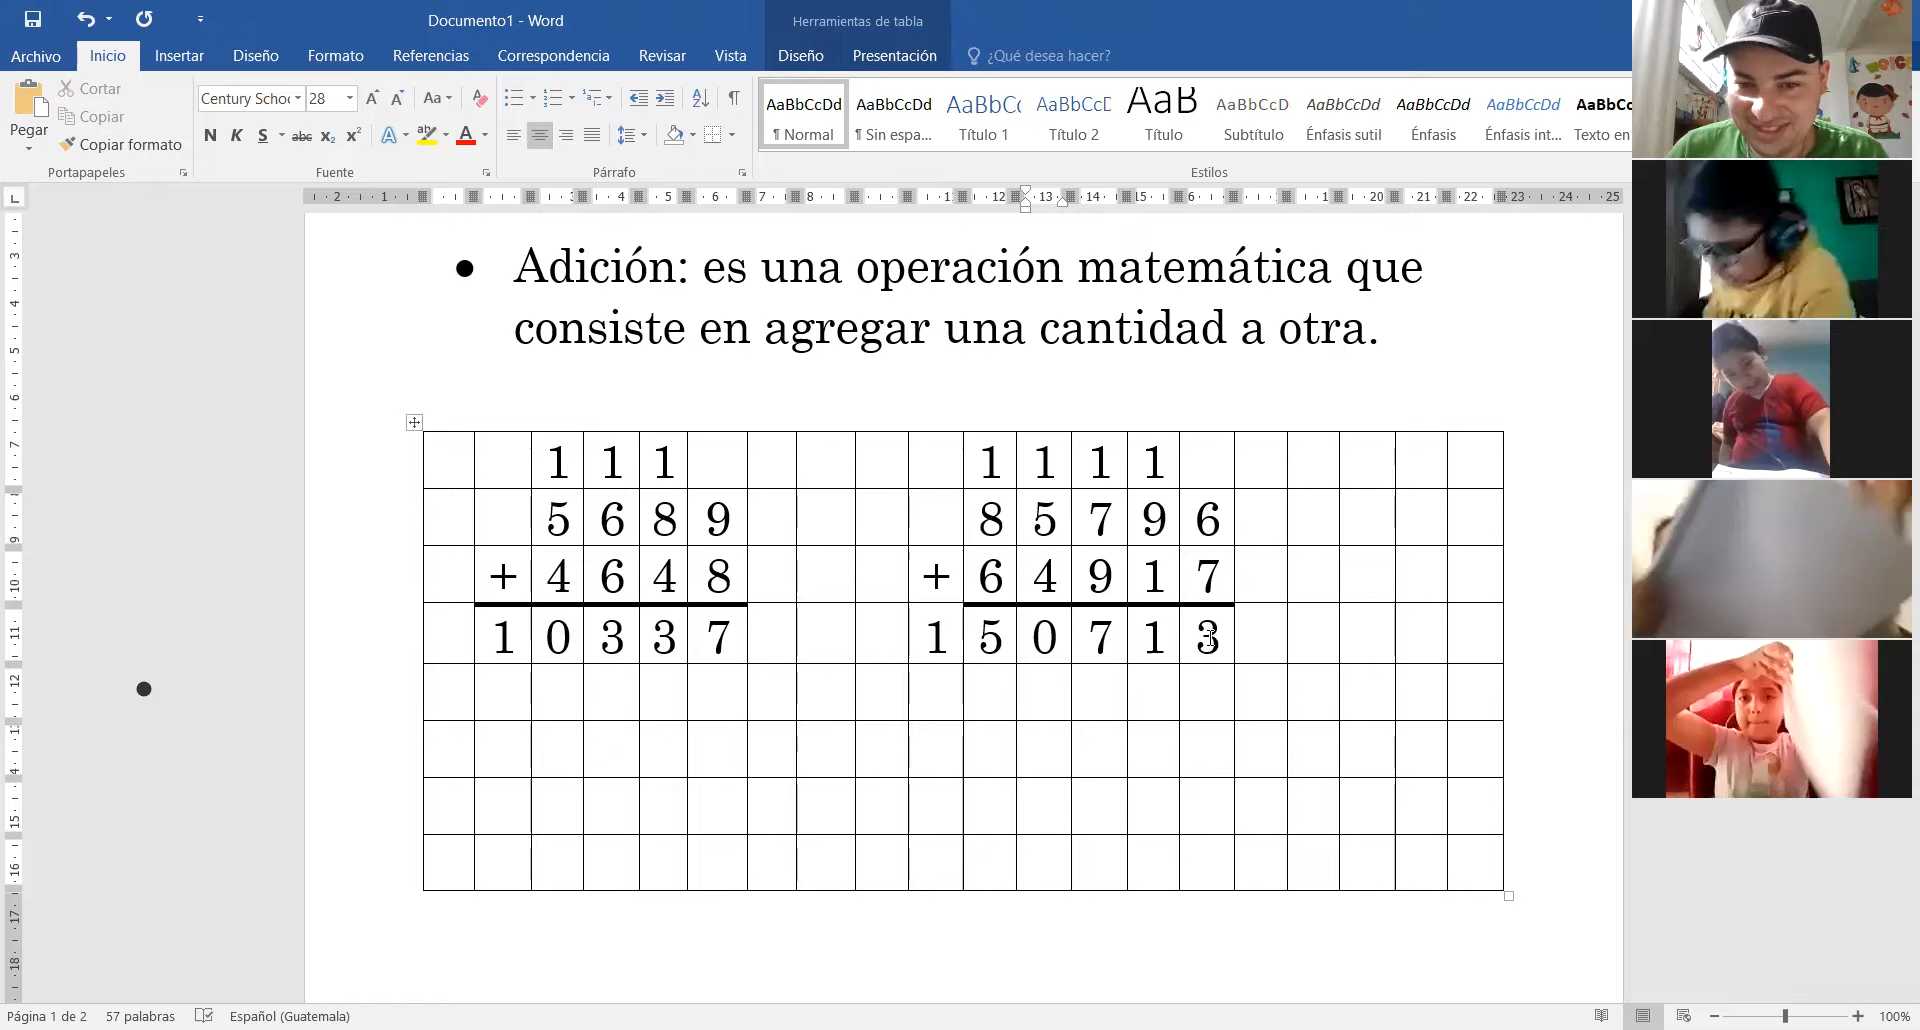 Documento1 - Word
Herramientas de tabla
Archivo Inicio Insertar Diseño Formato Referencias Correspondencia Revisar Vista Diseño Presentación ¿Qué desea hacer?
Pegar
Cortar
Copiar
Copiar formato
Portapapeles
28
Aa
N K S abc x₂ x² A A
Fuente
Párrafo
AaBbCcDd AaBbCcDd AaBbCc AaBbCcD AaB AaBbCcD AaBbCcDd AaBbCcDd AaBbCcDd
¶ Normal ¶ Sin espa... Título 1 Título 2 Título Subtítulo Énfasis sutil Énfasis Énfasis int... Texto en
Estilos
• Adición: es una operación matemática que
consiste en agregar una cantidad a otra.
1 1 1 1 1 1 1
5 6 8 9 8 5 7 9 6
+ 4 6 4 8 + 6 4 9 1 7
1 0 3 3 7 1 5 0 7 1 3
Página 1 de 2 57 palabras Español (Guatemala) 100%